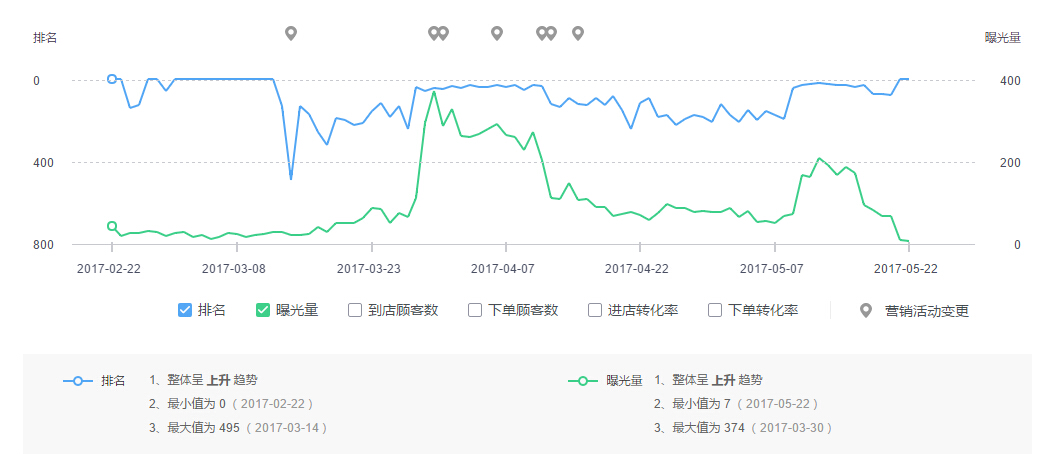 排名 曝光量
0 400
400 200
800 0
2017-02-22 2017-03-08 2017-03-23 2017-04-07 2017-04-22 2017-05-07 2017-05-22
排名 曝光量 到店顾客数 下单顾客数 进店转化率 下单转化率 营销活动变更
排名 1、整体呈 上升 趋势
2、最小值为 0 ( 2017-02-22 )
3、最大值为 495 ( 2017-03-14 )
曝光量 1、整体呈 上升 趋势
2、最小值为 7 ( 2017-05-22 )
3、最大值为 374 ( 2017-03-30 )